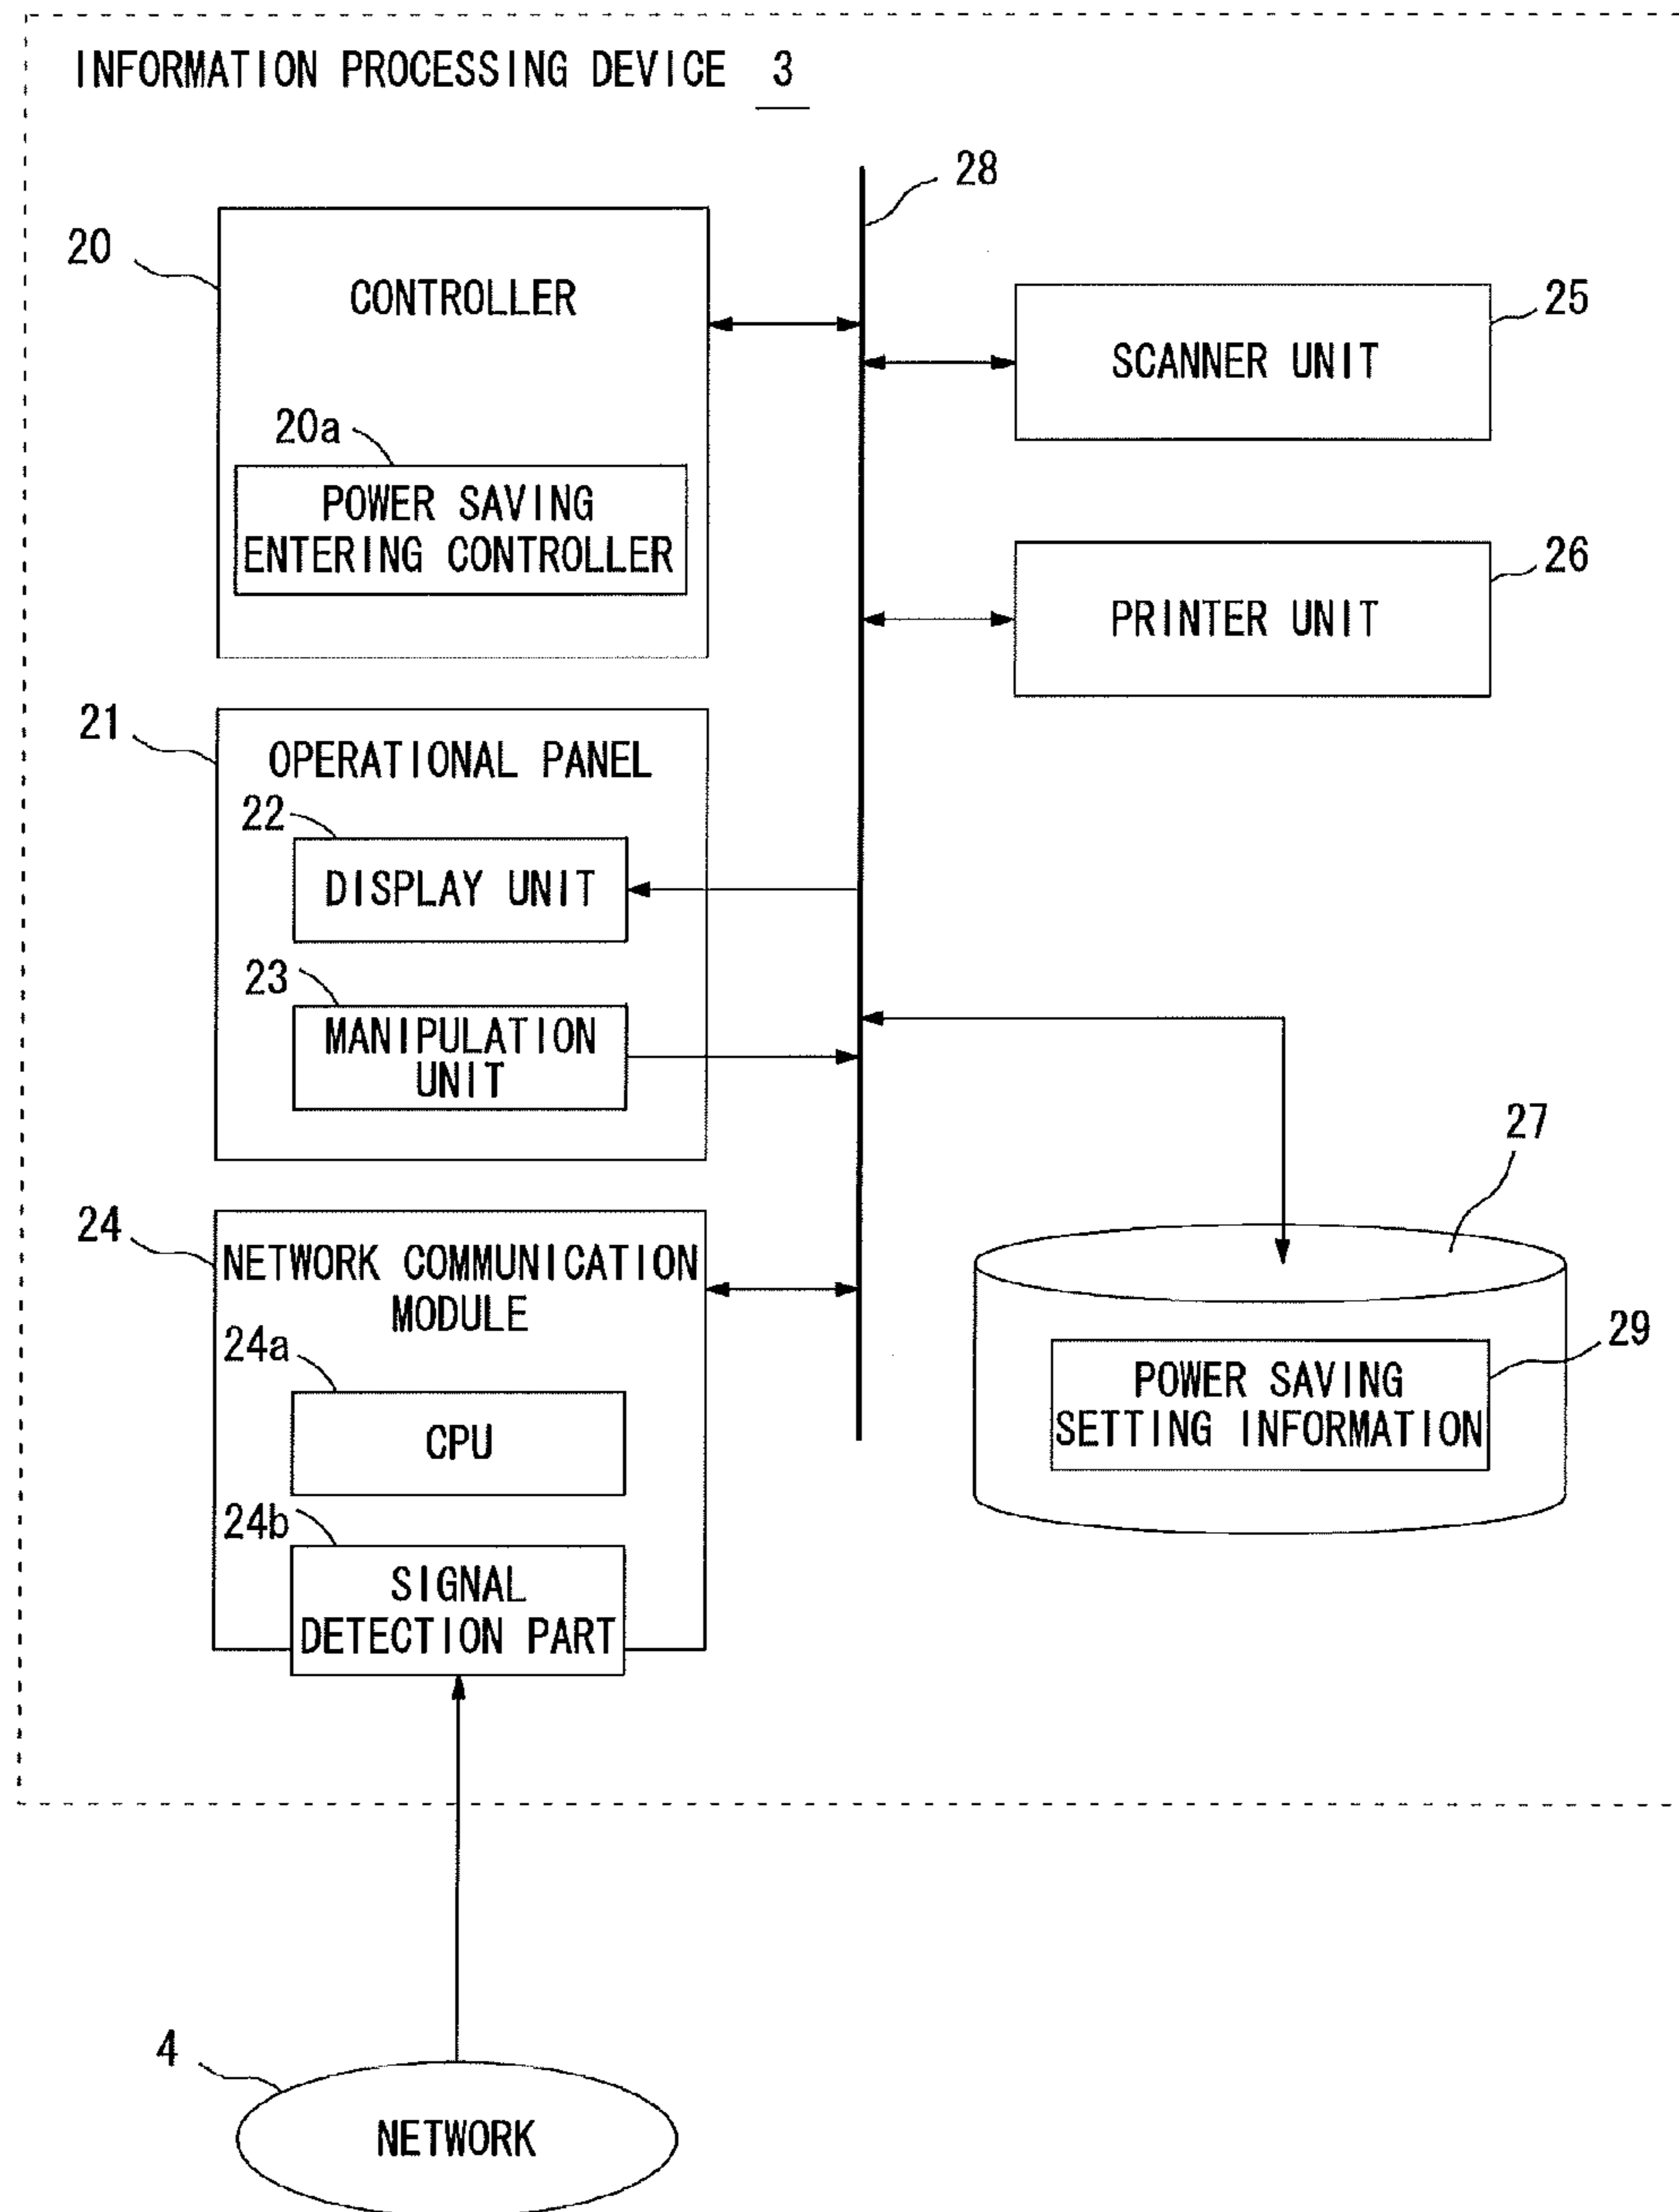 INFORMATION PROCESSING DEVICE 3
28
20
CONTROLLER
25
SCANNER UNIT
20a
POWER SAVING
ENTERING CONTROLLER
26
PRINTER UNIT
21
OPERATIONAL PANEL
22
DISPLAY UNIT
23
MANIPULATION
UNIT
27
24
NETWORK COMMUNICATION
MODULE
29
POWER SAVING
SETTING INFORMATION
24a
CPU
24b
SIGNAL
DETECTION PART
4
NETWORK